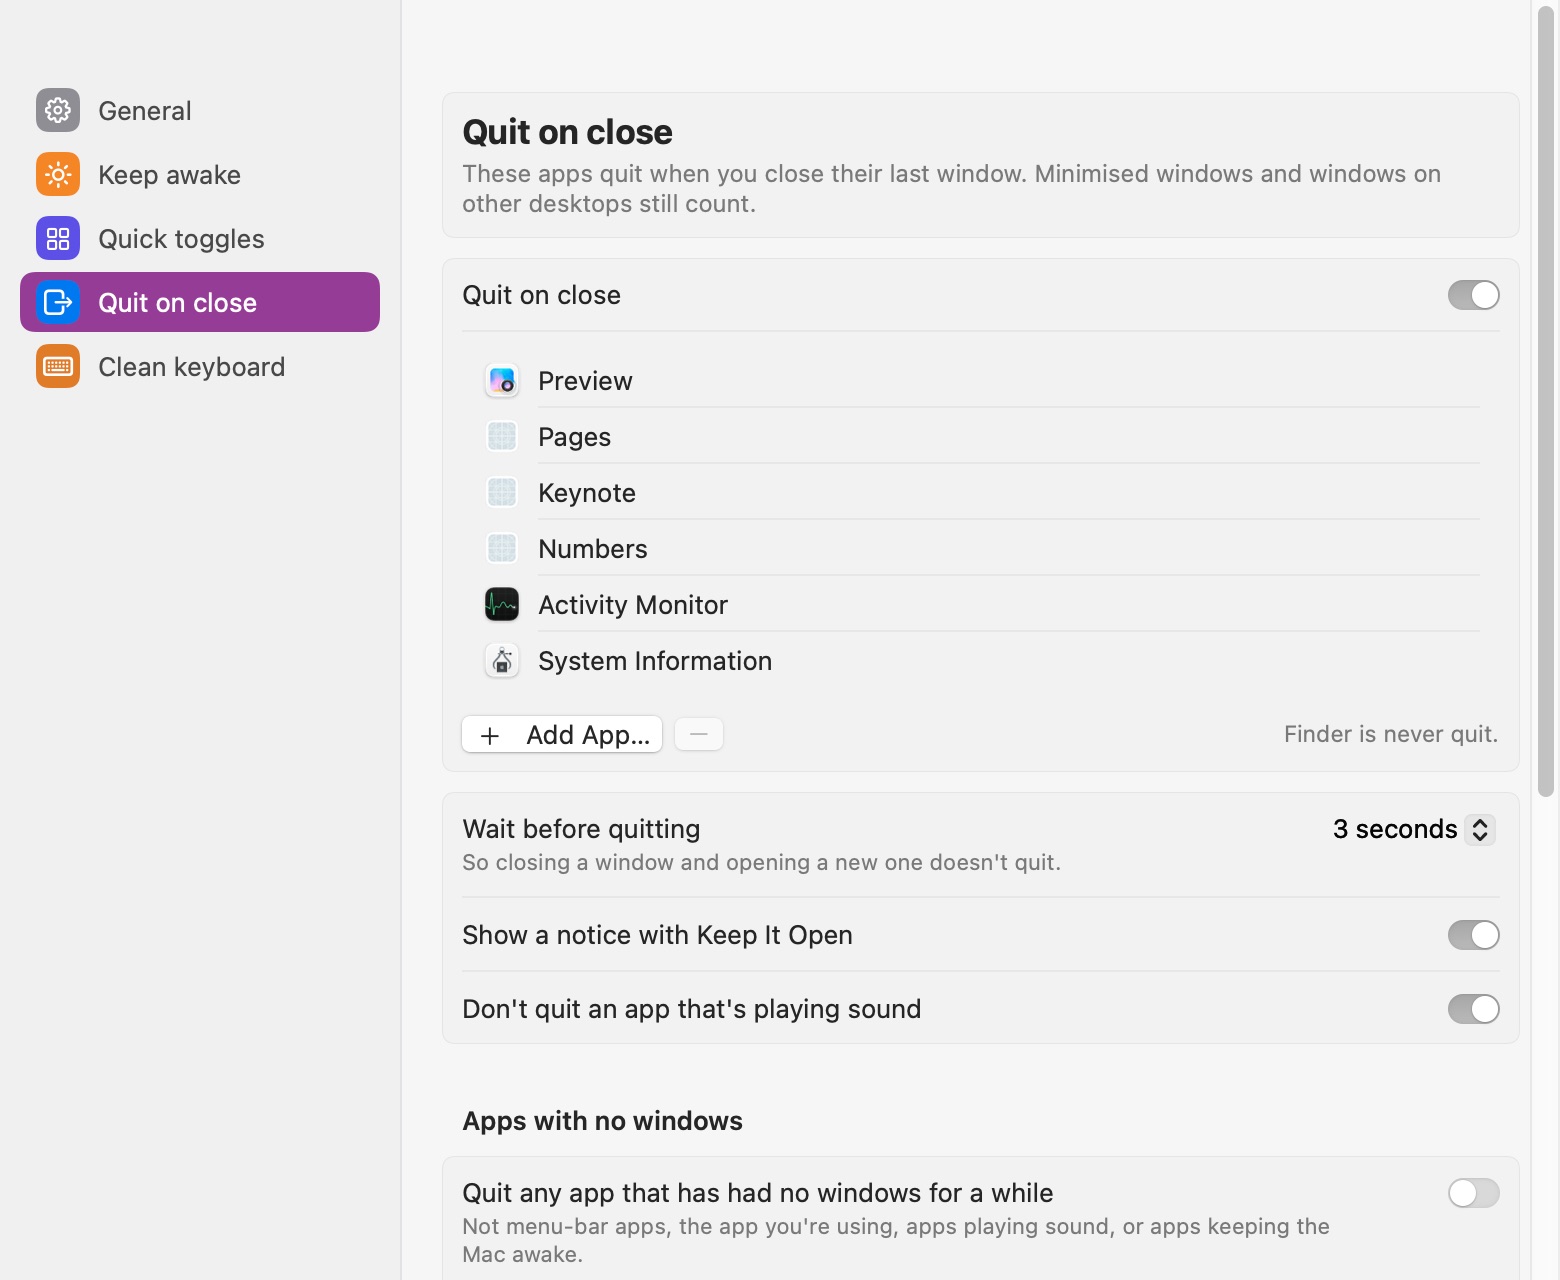 General
Keep awake
Quick toggles
Quit on close
Clean keyboard
Quit on close
These apps quit when you close their last window. Minimised windows and windows on
other desktops still count.
Quit on close
Preview
Pages
Keynote
Numbers
Activity Monitor
System Information
+ Add App...
Finder is never quit.
Wait before quitting
3 seconds
So closing a window and opening a new one doesn't quit.
Show a notice with Keep It Open
Don't quit an app that's playing sound
Apps with no windows
Quit any app that has had no windows for a while
Not menu-bar apps, the app you're using, apps playing sound, or apps keeping the
Mac awake.